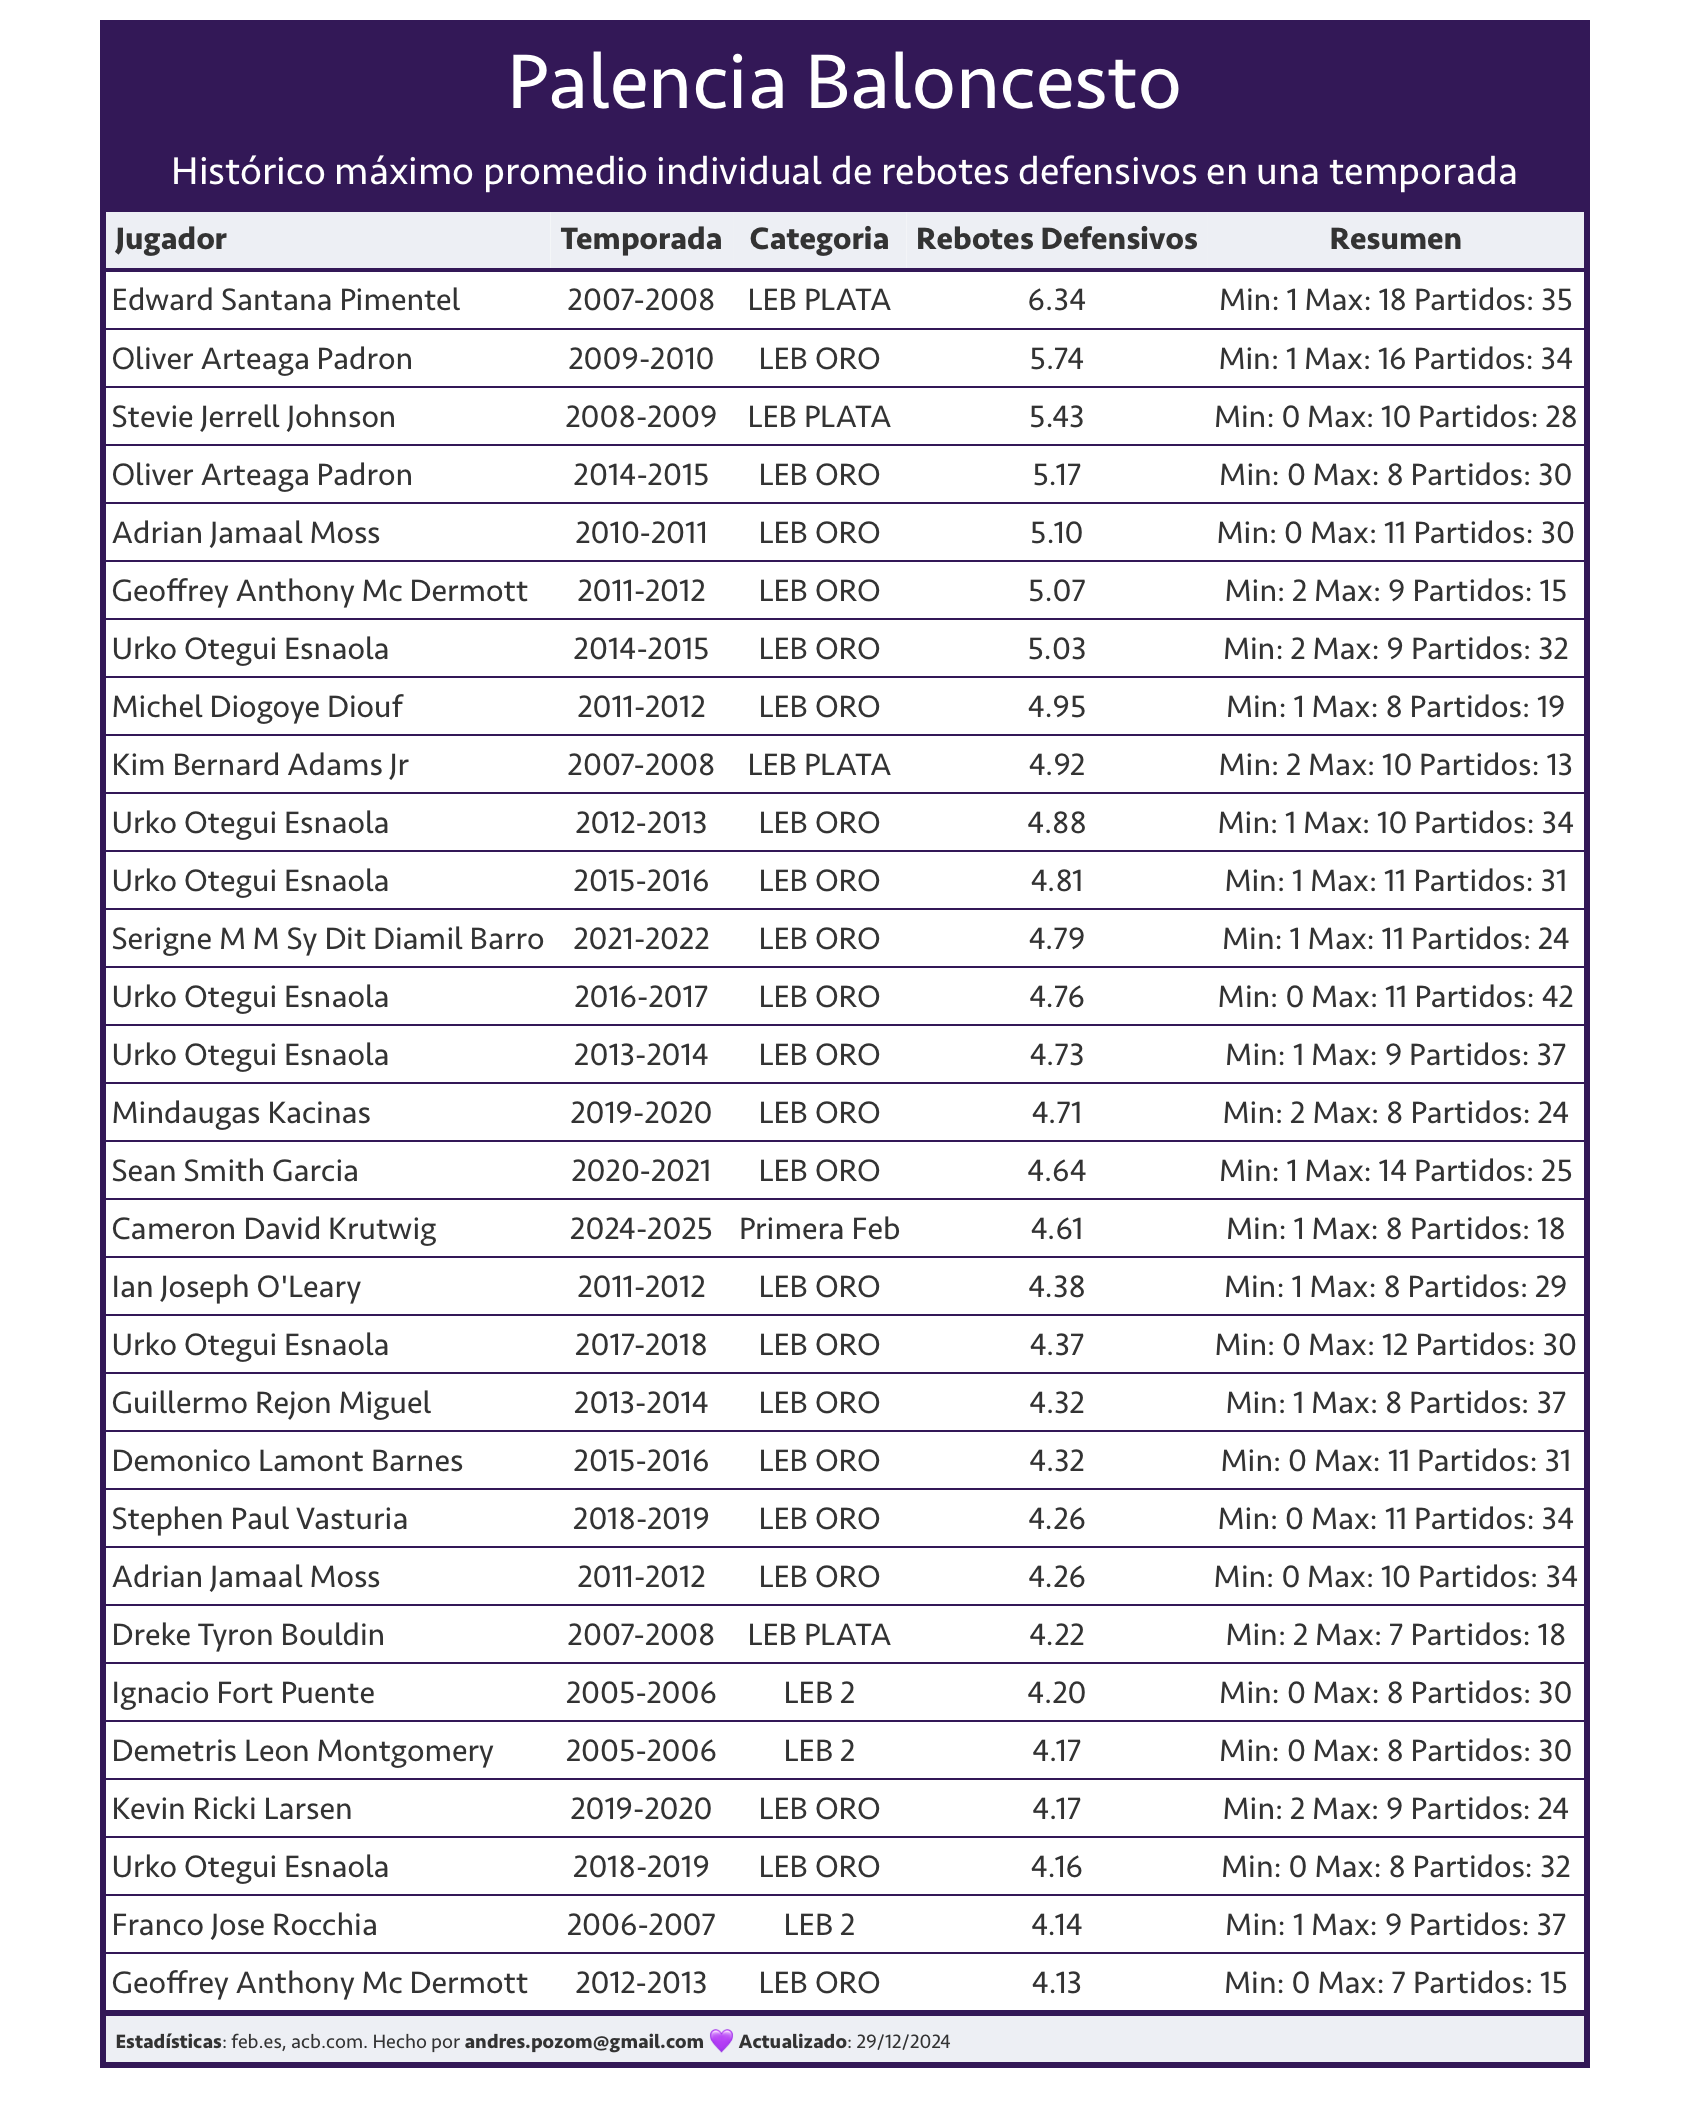 Palencia Baloncesto
Histórico máximo promedio individual de rebotes defensivos en una temporada
Jugador Temporada Categoria Rebotes Defensivos Resumen
Edward Santana Pimentel 2007-2008 LEB PLATA 6.34 Min: 1 Max: 18 Partidos: 35
Oliver Arteaga Padron 2009-2010 LEB ORO 5.74 Min: 1 Max: 16 Partidos: 34
Stevie Jerrell Johnson 2008-2009 LEB PLATA 5.43 Min: 0 Max: 10 Partidos: 28
Oliver Arteaga Padron 2014-2015 LEB ORO 5.17 Min: 0 Max: 8 Partidos: 30
Adrian Jamaal Moss 2010-2011 LEB ORO 5.10 Min: 0 Max: 11 Partidos: 30
Geoffrey Anthony Mc Dermott 2011-2012 LEB ORO 5.07 Min: 2 Max: 9 Partidos: 15
Urko Otegui Esnaola 2014-2015 LEB ORO 5.03 Min: 2 Max: 9 Partidos: 32
Michel Diogoye Diouf 2011-2012 LEB ORO 4.95 Min: 1 Max: 8 Partidos: 19
Kim Bernard Adams Jr 2007-2008 LEB PLATA 4.92 Min: 2 Max: 10 Partidos: 13
Urko Otegui Esnaola 2012-2013 LEB ORO 4.88 Min: 1 Max: 10 Partidos: 34
Urko Otegui Esnaola 2015-2016 LEB ORO 4.81 Min: 1 Max: 11 Partidos: 31
Serigne M M Sy Dit Diamil Barro 2021-2022 LEB ORO 4.79 Min: 1 Max: 11 Partidos: 24
Urko Otegui Esnaola 2016-2017 LEB ORO 4.76 Min: 0 Max: 11 Partidos: 42
Urko Otegui Esnaola 2013-2014 LEB ORO 4.73 Min: 1 Max: 9 Partidos: 37
Mindaugas Kacinas 2019-2020 LEB ORO 4.71 Min: 2 Max: 8 Partidos: 24
Sean Smith Garcia 2020-2021 LEB ORO 4.64 Min: 1 Max: 14 Partidos: 25
Cameron David Krutwig 2024-2025 Primera Feb 4.61 Min: 1 Max: 8 Partidos: 18
Ian Joseph O'Leary 2011-2012 LEB ORO 4.38 Min: 1 Max: 8 Partidos: 29
Urko Otegui Esnaola 2017-2018 LEB ORO 4.37 Min: 0 Max: 12 Partidos: 30
Guillermo Rejon Miguel 2013-2014 LEB ORO 4.32 Min: 1 Max: 8 Partidos: 37
Demonico Lamont Barnes 2015-2016 LEB ORO 4.32 Min: 0 Max: 11 Partidos: 31
Stephen Paul Vasturia 2018-2019 LEB ORO 4.26 Min: 0 Max: 11 Partidos: 34
Adrian Jamaal Moss 2011-2012 LEB ORO 4.26 Min: 0 Max: 10 Partidos: 34
Dreke Tyron Bouldin 2007-2008 LEB PLATA 4.22 Min: 2 Max: 7 Partidos: 18
Ignacio Fort Puente 2005-2006 LEB 2 4.20 Min: 0 Max: 8 Partidos: 30
Demetris Leon Montgomery 2005-2006 LEB 2 4.17 Min: 0 Max: 8 Partidos: 30
Kevin Ricki Larsen 2019-2020 LEB ORO 4.17 Min: 2 Max: 9 Partidos: 24
Urko Otegui Esnaola 2018-2019 LEB ORO 4.16 Min: 0 Max: 8 Partidos: 32
Franco Jose Rocchia 2006-2007 LEB 2 4.14 Min: 1 Max: 9 Partidos: 37
Geoffrey Anthony Mc Dermott 2012-2013 LEB ORO 4.13 Min: 0 Max: 7 Partidos: 15
Estadísticas: feb.es, acb.com. Hecho por andres.pozom@gmail.com 💜 Actualizado: 29/12/2024